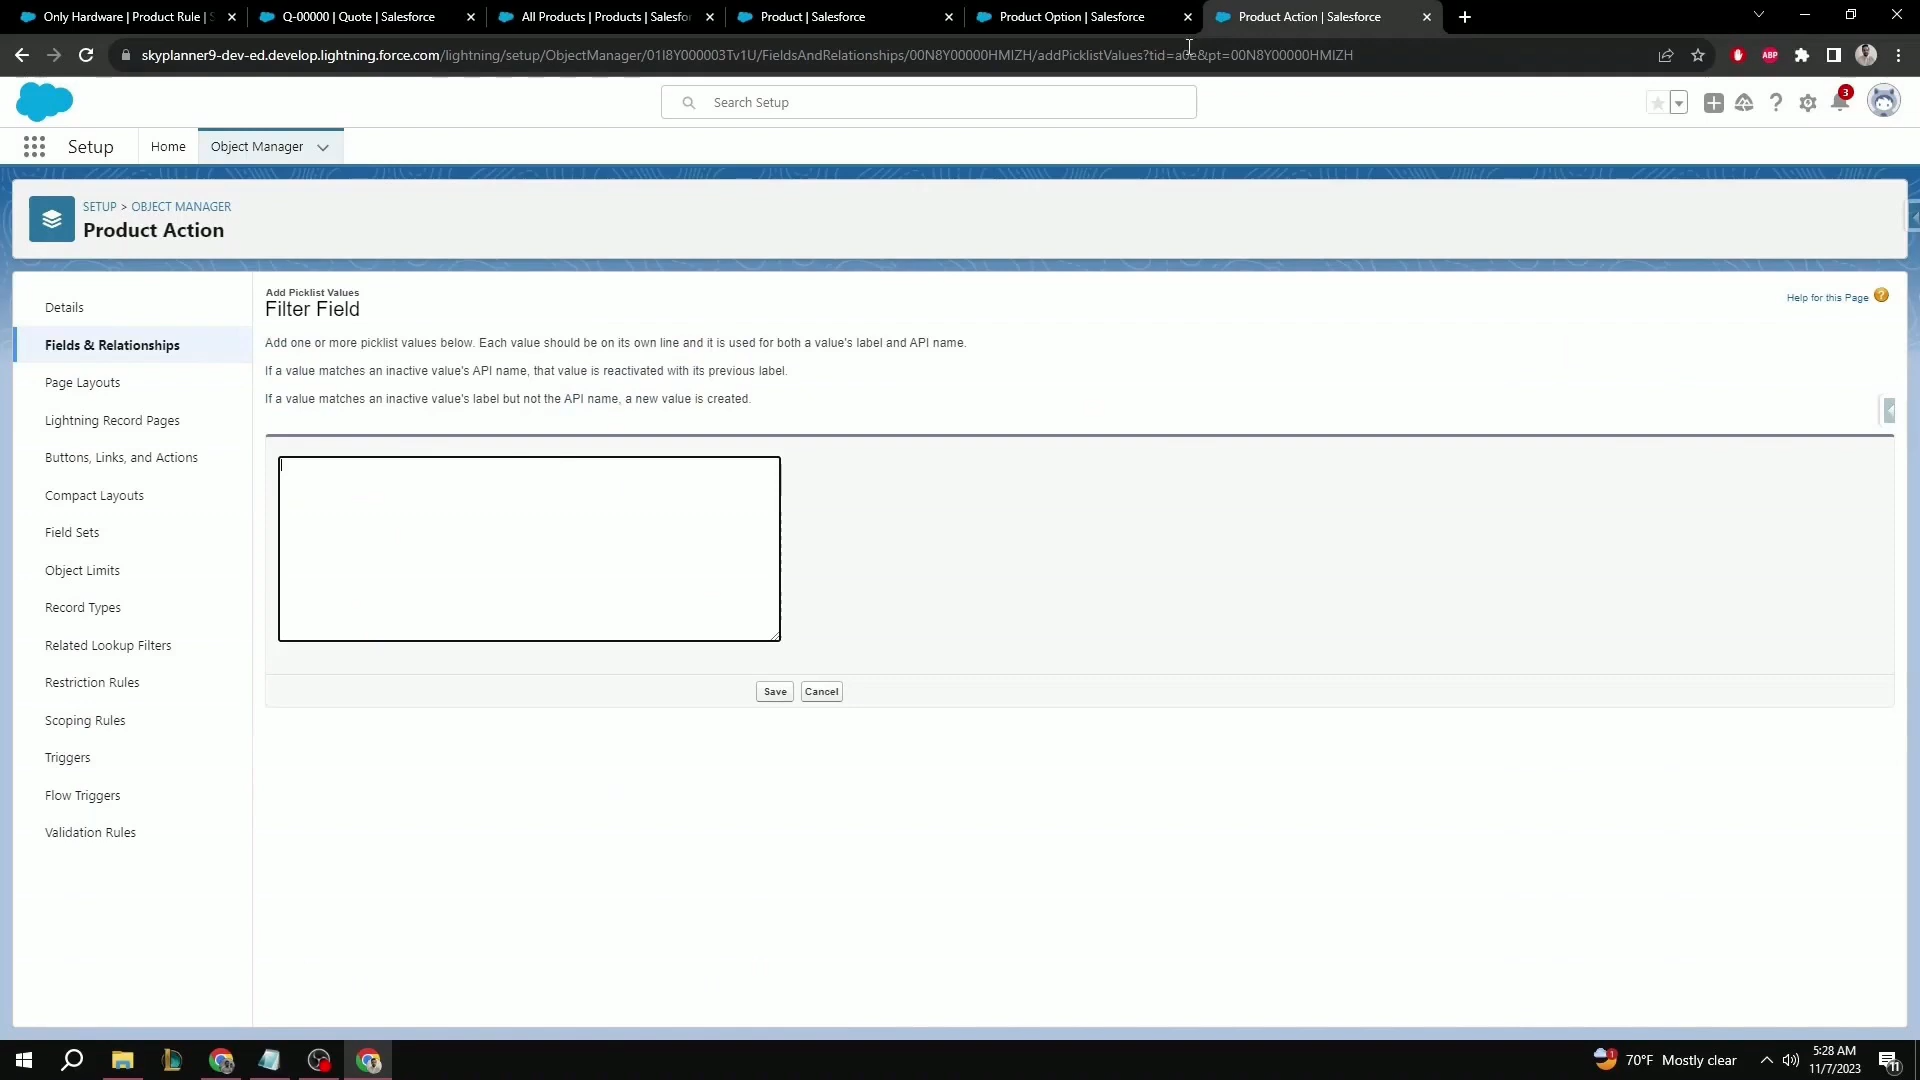 Only Hardware | Product Rule | S
Q-00000 | Quote | Salesforce
All Products | Products | Salesfor
Product | Salesforce
Product Option | Salesforce
Product Action | Salesforce
skyplanner9-dev-ed.develop.lightning.force.com/lightning/setup/ObjectManager/01I8Y000003Tv1U/FieldsAndRelationships/00N8Y00000HMIZH/addPicklistValues?tid=a0e&pt=00N8Y00000HMIZH
ABP
Search Setup
3
Setup
Home
Object Manager
SETUP > OBJECT MANAGER
Product Action
Details
Fields & Relationships
Page Layouts
Lightning Record Pages
Buttons, Links, and Actions
Compact Layouts
Field Sets
Object Limits
Record Types
Related Lookup Filters
Restriction Rules
Scoping Rules
Triggers
Flow Triggers
Validation Rules
Add Picklist Values
Filter Field
Help for this Page
Add one or more picklist values below. Each value should be on its own line and it is used for both a value's label and API name.
If a value matches an inactive value's API name, that value is reactivated with its previous label.
If a value matches an inactive value's label but not the API name, a new value is created.
Save
Cancel
1
70°F Mostly clear
5:28 AM
11/7/2023
11